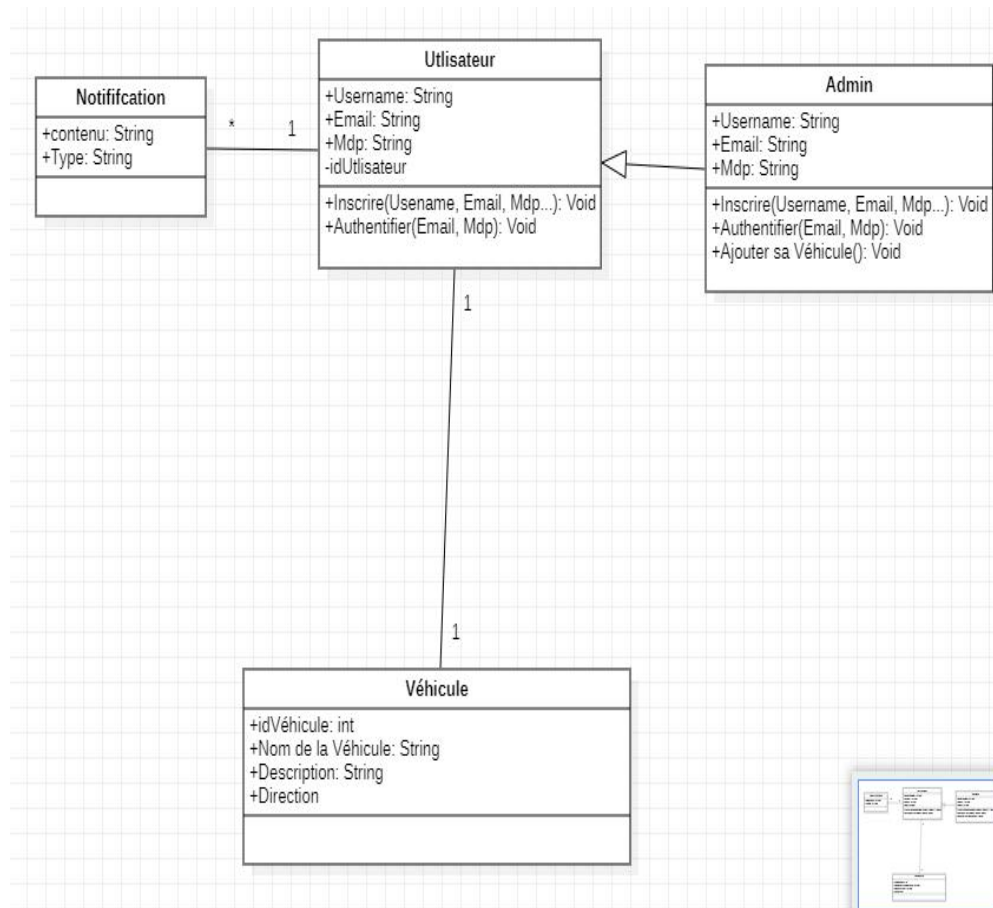 Notififcation
+contenu: String
+Type: String
*
1
Utlisateur
+Username: String
+Email: String
+Mdp: String
-idUtlisateur
+Inscrire(Usename, Email, Mdp...): Void
+Authentifier(Email, Mdp): Void
Admin
+Username: String
+Email: String
+Mdp: String
+Inscrire(Username, Email, Mdp...): Void
+Authentifier(Email, Mdp): Void
+Ajouter sa Véhicule(): Void
1
1
Véhicule
+idVéhicule: int
+Nom de la Véhicule: String
+Description: String
+Direction